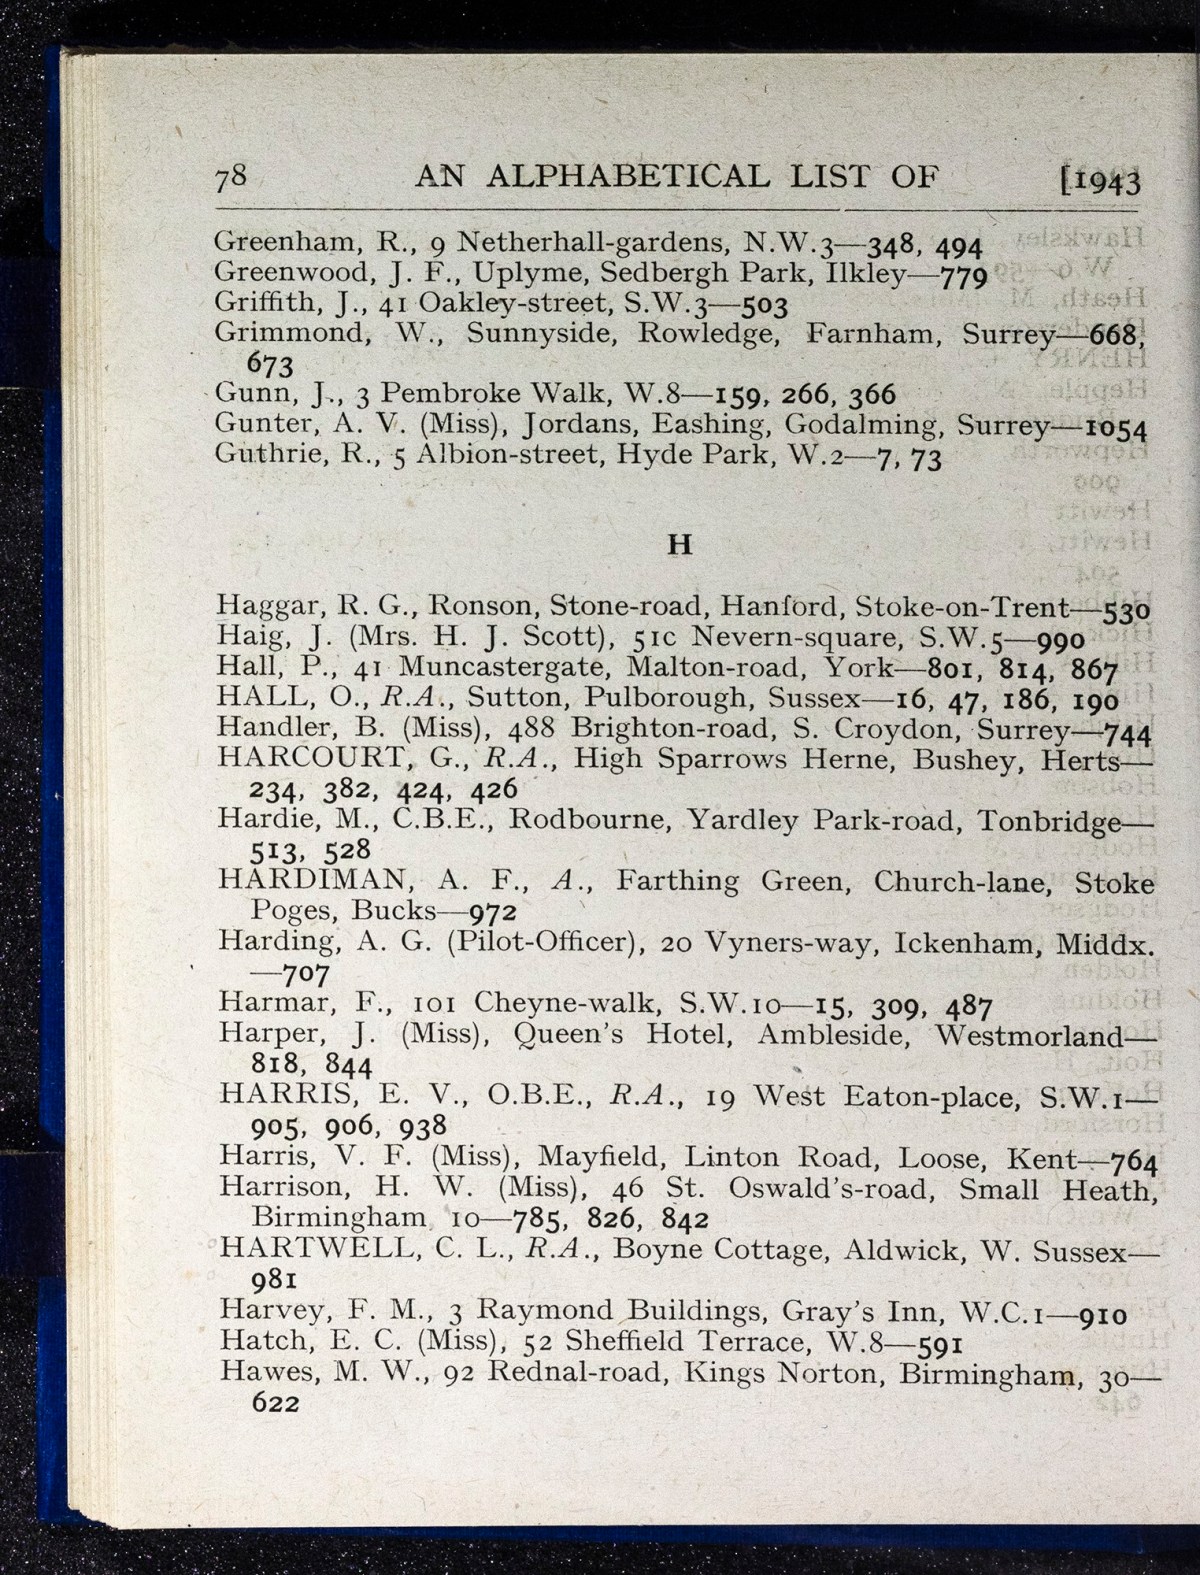 78 AN ALPHABETICAL LIST OF [1943
Greenham, R., 9 Netherhall-gardens, N.W.3—348, 494
Greenwood, J. F., Uplyme, Sedbergh Park, Ilkley—779
Griffith, J., 41 Oakley-street, S.W.3—503
Grimmond, W., Sunnyside, Rowledge, Farnham, Surrey—668,
673
Gunn, J., 3 Pembroke Walk, W.8—159, 266, 366
Gunter, A. V. (Miss), Jordans, Eashing, Godalming, Surrey—1054
Guthrie, R., 5 Albion-street, Hyde Park, W.2—7, 73
H
Haggar, R. G., Ronson, Stone-road, Hanford, Stoke-on-Trent—530
Haig, J. (Mrs. H. J. Scott), 51C Nevern-square, S.W.5—990
Hall, P., 41 Muncastergate, Malton-road, York—801, 814, 867
HALL, O., R.A., Sutton, Pulborough, Sussex—16, 47, 186, 190
Handler, B. (Miss), 488 Brighton-road, S. Croydon, Surrey—744
HARCOURT, G., R.A., High Sparrows Herne, Bushey, Herts—
234, 382, 424, 426
Hardie, M., C.B.E., Rodbourne, Yardley Park-road, Tonbridge—
513, 528
HARDIMAN, A. F., A., Farthing Green, Church-lane, Stoke
Poges, Bucks—972
Harding, A. G. (Pilot-Officer), 20 Vyners-way, Ickenham, Middx.
—707
Harmar, F., 101 Cheyne-walk, S.W.10—15, 309, 487
Harper, J. (Miss), Queen's Hotel, Ambleside, Westmorland—
818, 844
HARRIS, E. V., O.B.E., R.A., 19 West Eaton-place, S.W.1—
905, 906, 938
Harris, V. F. (Miss), Mayfield, Linton Road, Loose, Kent—764
Harrison, H. W. (Miss), 46 St. Oswald's-road, Small Heath,
Birmingham 10—785, 826, 842
HARTWELL, C. L., R.A., Boyne Cottage, Aldwick, W. Sussex—
981
Harvey, F. M., 3 Raymond Buildings, Gray's Inn, W.C.1—910
Hatch, E. C. (Miss), 52 Sheffield Terrace, W.8—591
Hawes, M. W., 92 Rednal-road, Kings Norton, Birmingham, 30—
622